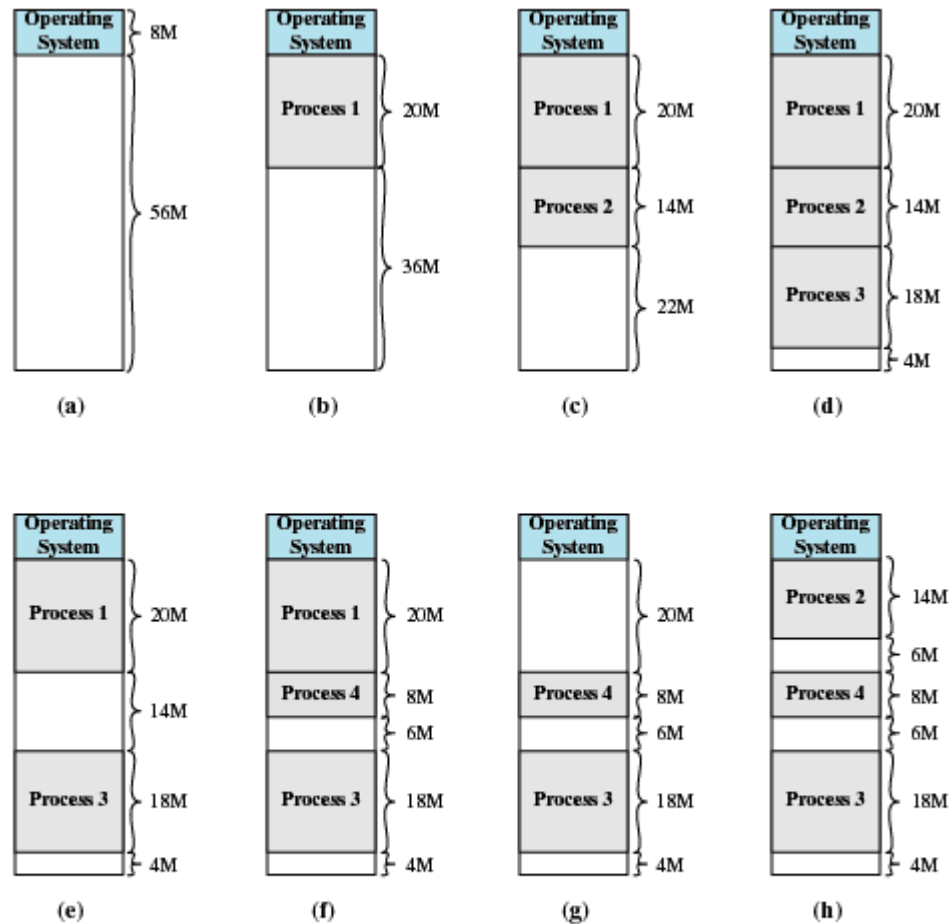 Operating
System
8M
56M
(a)
Operating
System
Process 1
20M
36M
(b)
Operating
System
Process 1
20M
Process 2
14M
22M
(c)
Operating
System
Process 1
20M
Process 2
14M
Process 3
18M
4M
(d)
Operating
System
Process 1
20M
14M
Process 3
18M
4M
(e)
Operating
System
Process 1
20M
Process 4
8M
6M
Process 3
18M
4M
(f)
Operating
System
20M
Process 4
8M
6M
Process 3
18M
4M
(g)
Operating
System
Process 2
14M
6M
Process 4
8M
6M
Process 3
18M
4M
(h)